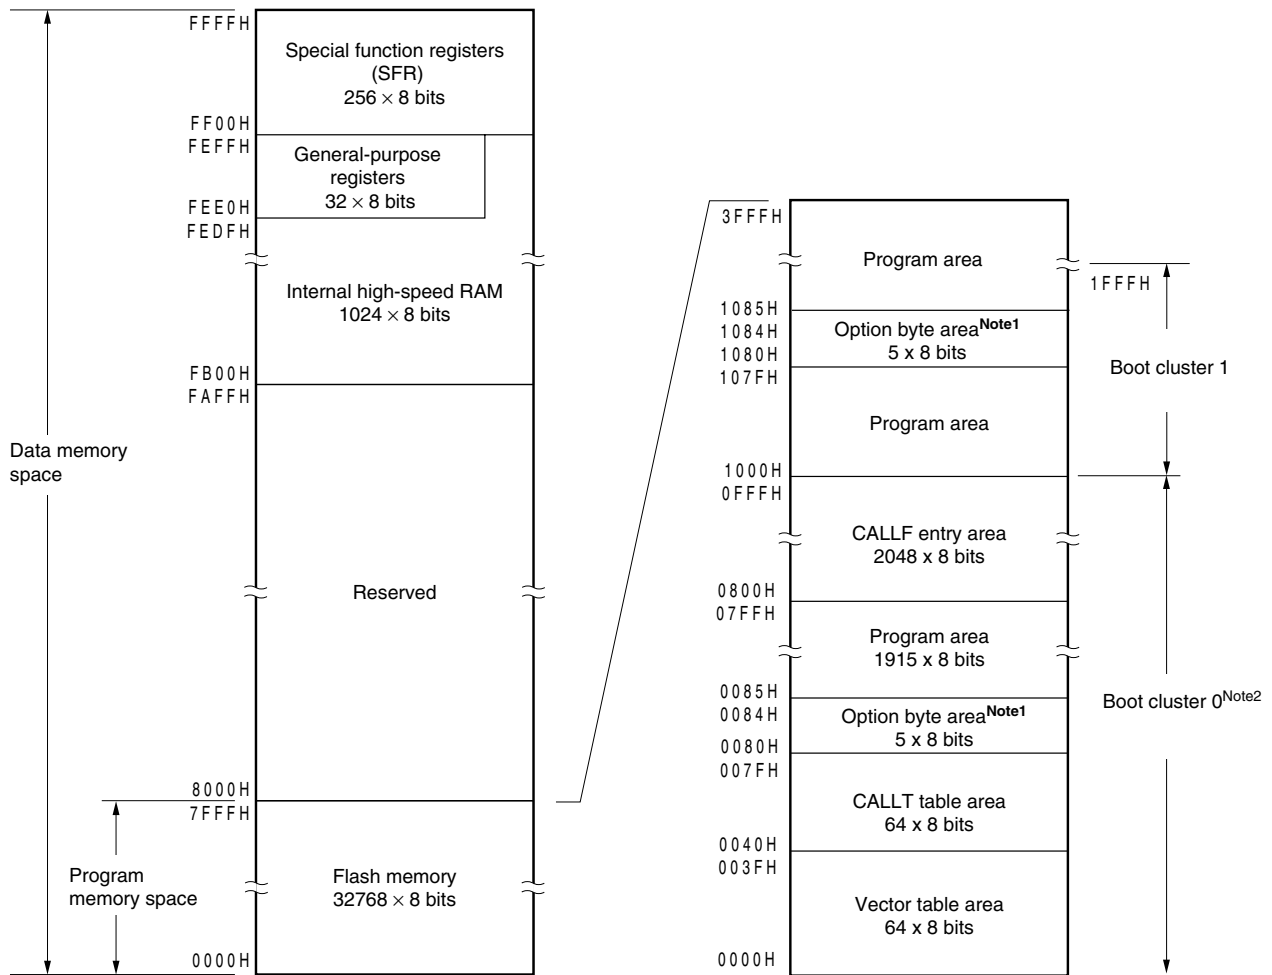 FFFFH
Special function registers
(SFR)
256 × 8 bits
FF00H
FEFFH
General-purpose
registers
32 × 8 bits
FEE0H
FEDFH
Internal high-speed RAM
1024 × 8 bits
FB00H
FAFFH
Data memory
space
Reserved
8000H
7FFFH
Program
memory space
Flash memory
32768 × 8 bits
0000H
3FFFH
Program area
1FFFH
1085H
1084H
Option byte areaNote1
5 x 8 bits
1080H
107FH
Boot cluster 1
Program area
1000H
0FFFH
CALLF entry area
2048 x 8 bits
0800H
07FFH
Program area
1915 x 8 bits
0085H
0084H
Option byte areaNote1
5 x 8 bits
Boot cluster 0Note2
0080H
007FH
CALLT table area
64 x 8 bits
0040H
003FH
Vector table area
64 x 8 bits
0000H